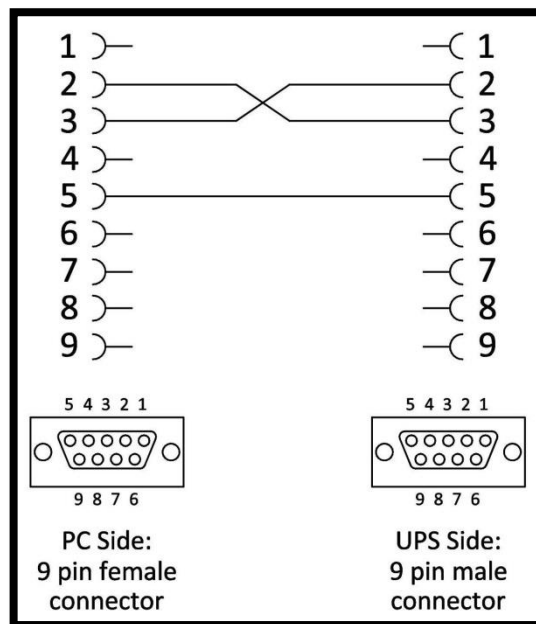 1 1
2 2
3 3
4 4
5 5
6 6
7 7
8 8
9 9
5 4 3 2 1 5 4 3 2 1
9 8 7 6 9 8 7 6
PC Side: UPS Side:
9 pin female 9 pin male
connector connector